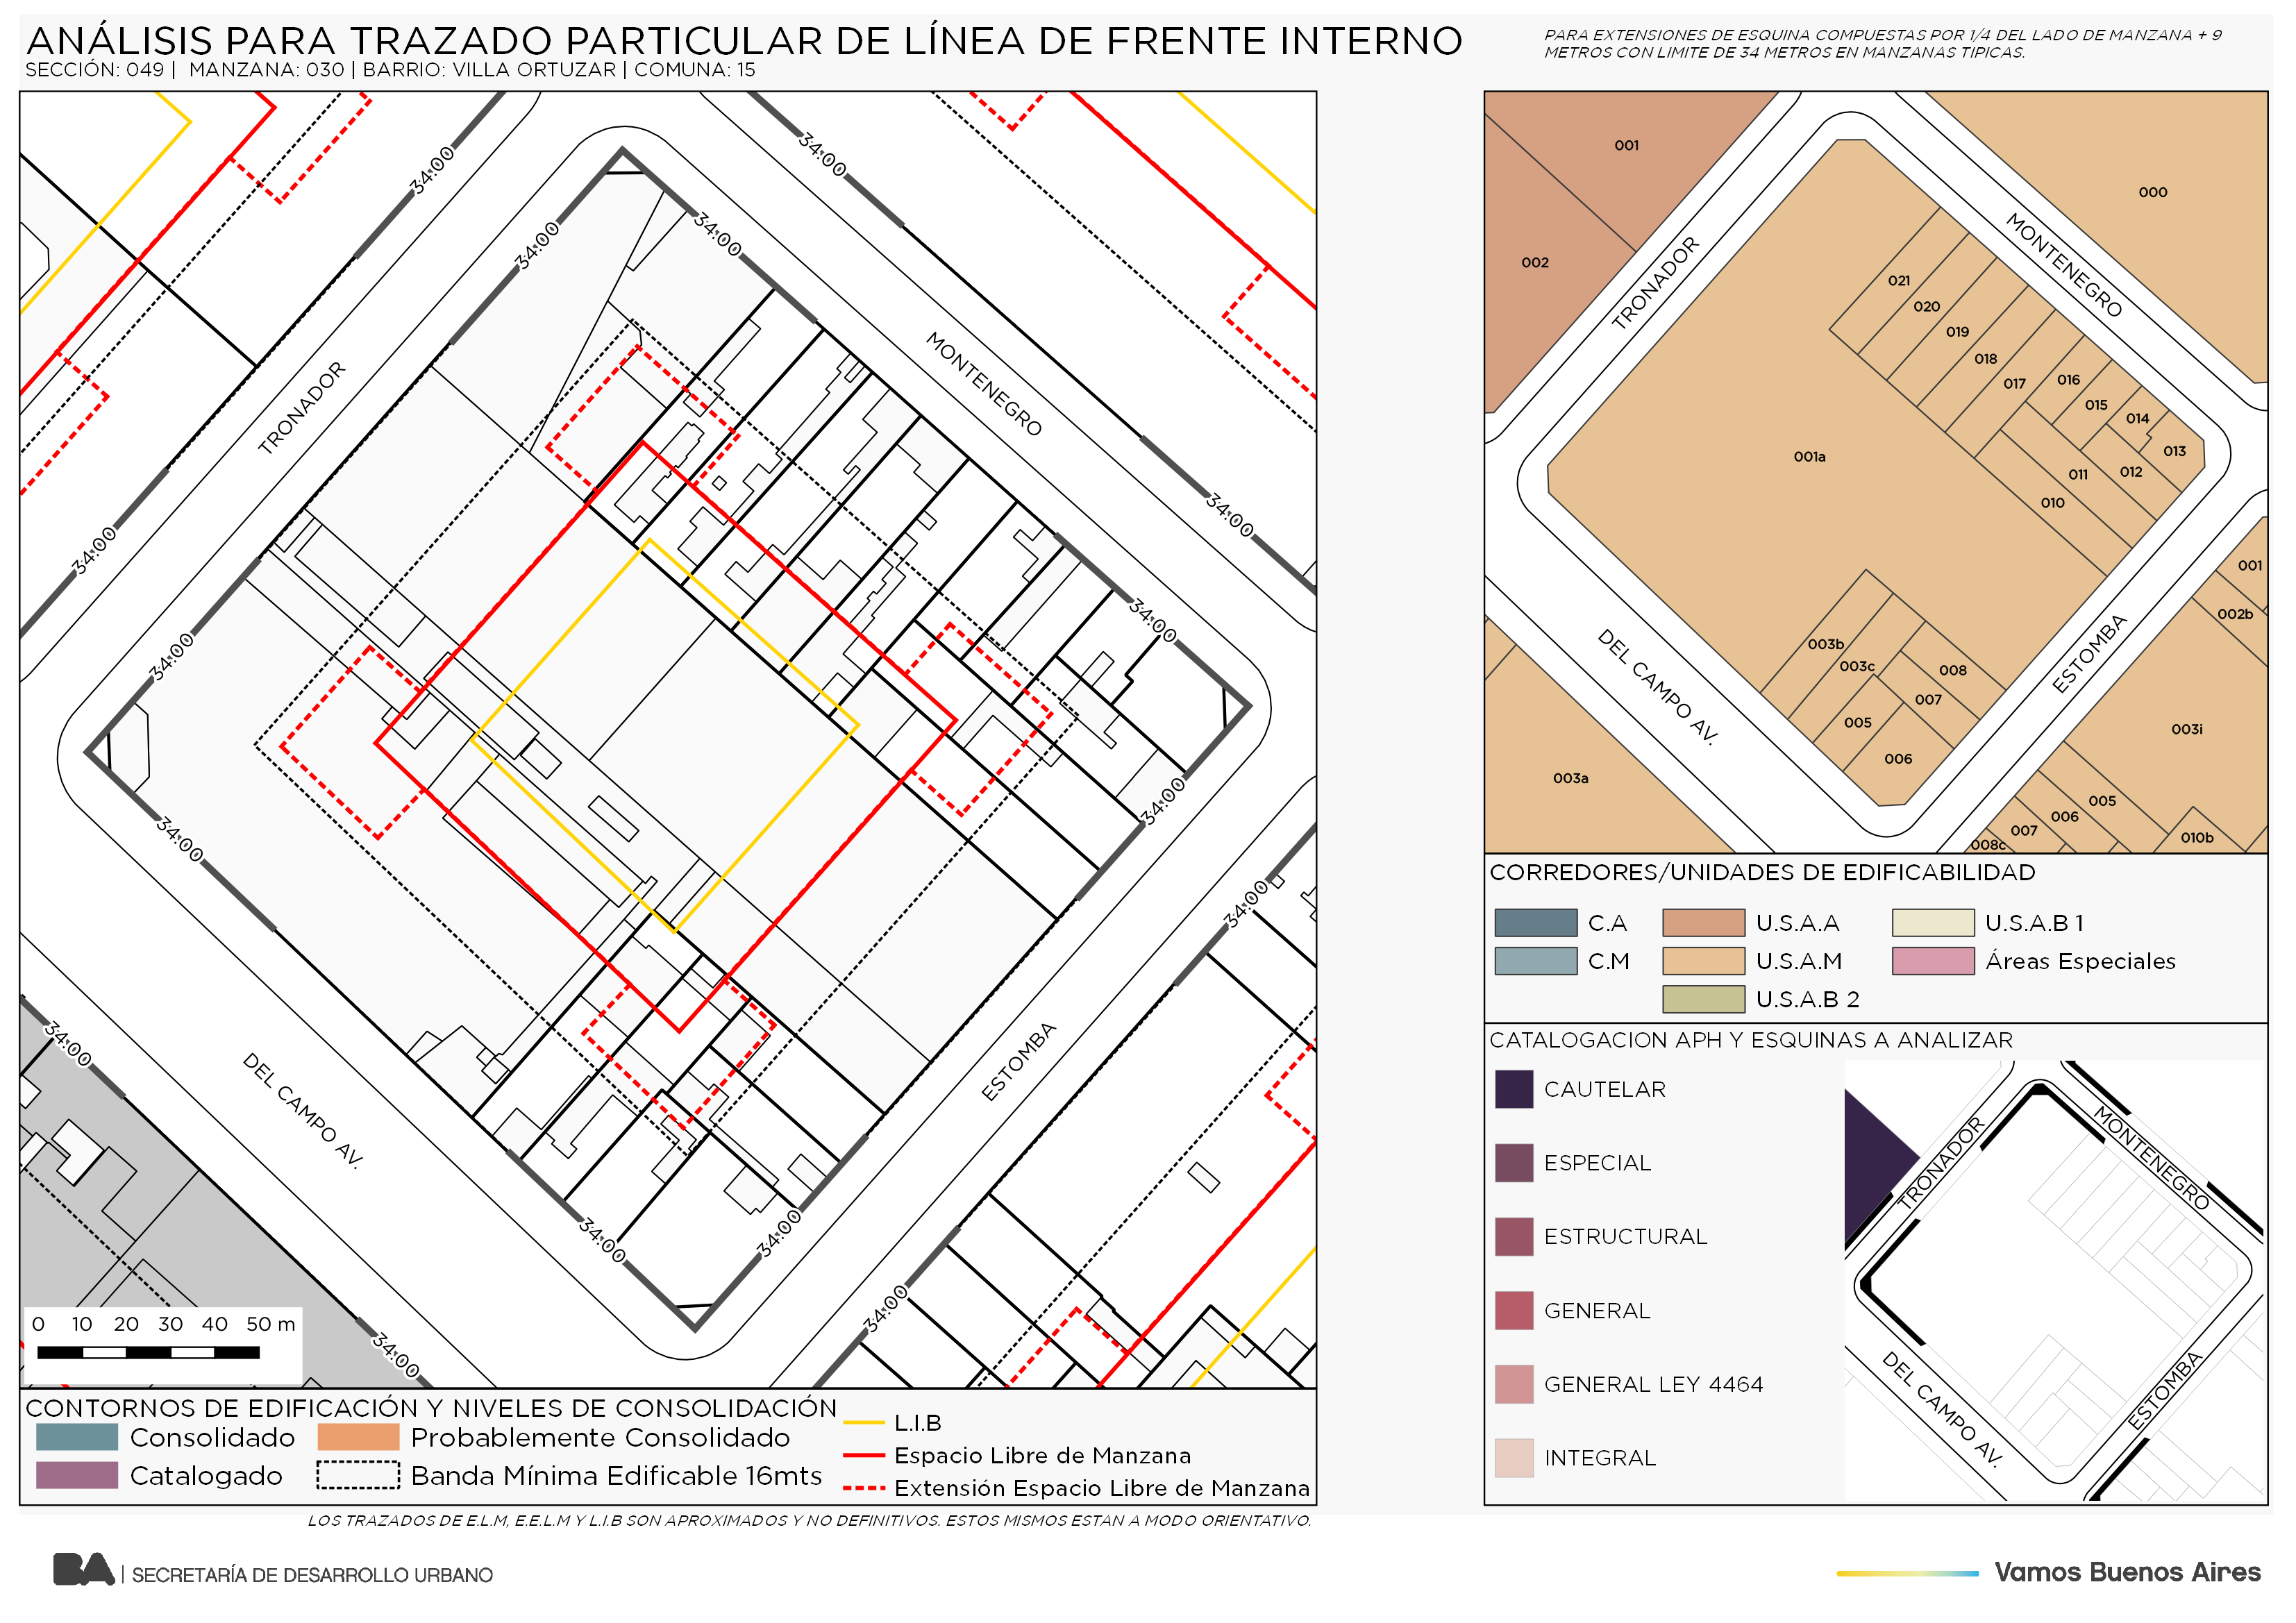 ANÁLISIS PARA TRAZADO PARTICULAR DE LÍNEA DE FRENTE INTERNO
SECCIÓN: 049 | MANZANA: 030 | BARRIO: VILLA ORTUZAR | COMUNA: 15
PARA EXTENSIONES DE ESQUINA COMPUESTAS POR 1/4 DEL LADO DE MANZANA + 9
METROS CON LIMITE DE 34 METROS EN MANZANAS TIPICAS.
34:00
34:00
34:00
34:00
TRONADOR
MONTENEGRO
34:00
34:00
34:00
34:00
34:00
34:00
34:00
34:00
DEL CAMPO AV.
ESTOMBA
34:00
34:00
34:00
34:00
0 10 20 30 40 50 m
CONTORNOS DE EDIFICACIÓN Y NIVELES DE CONSOLIDACIÓN
Consolidado
Probablemente Consolidado
Catalogado
Banda Mínima Edificable 16mts
L.I.B
Espacio Libre de Manzana
Extensión Espacio Libre de Manzana
LOS TRAZADOS DE E.L.M, E.E.L.M Y L.I.B SON APROXIMADOS Y NO DEFINITIVOS. ESTOS MISMOS ESTAN A MODO ORIENTATIVO.
001
000
002
TRONADOR
MONTENEGRO
021
020
019
018
017
016
015
014
013
012
011
010
001a
001
002b
003b
003c
008
007
005
006
DEL CAMPO AV.
ESTOMBA
003i
003a
005
006
007
008c
010b
CORREDORES/UNIDADES DE EDIFICABILIDAD
C.A
U.S.A.A
U.S.A.B 1
C.M
U.S.A.M
Áreas Especiales
U.S.A.B 2
CATALOGACION APH Y ESQUINAS A ANALIZAR
CAUTELAR
ESPECIAL
ESTRUCTURAL
GENERAL
GENERAL LEY 4464
INTEGRAL
TRONADOR
MONTENEGRO
DEL CAMPO AV.
ESTOMBA
BA | SECRETARÍA DE DESARROLLO URBANO
Vamos Buenos Aires